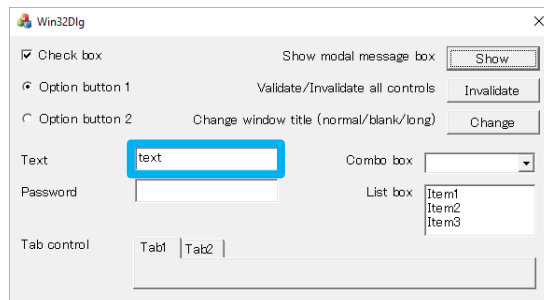 Win32Dlg
Check box Show modal message box Show
Option button 1 Validate/Invalidate all controls Invalidate
Option button 2 Change window title (normal/blank/long) Change
Text text Combo box
Password List box Item1
Item2
Item3
Tab control Tab1 Tab2